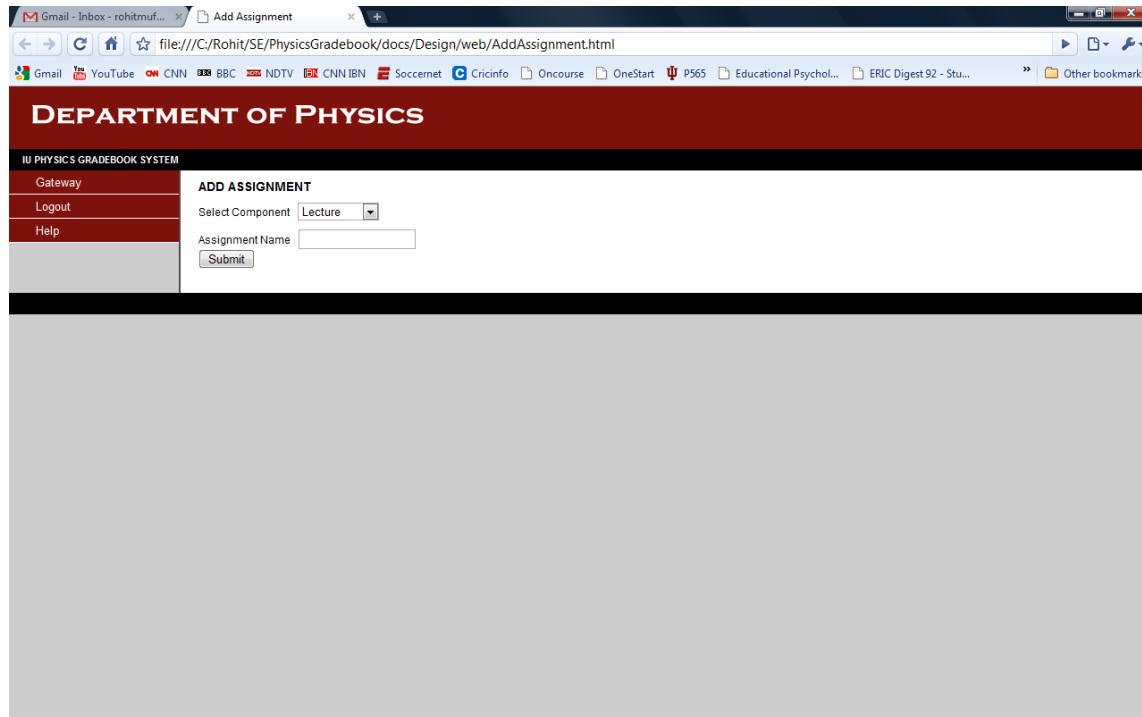 Gmail - Inbox - rohitmuf... Add Assignment
file:///C:/Rohit/SE/PhysicsGradebook/docs/Design/web/AddAssignment.html
Gmail YouTube CNN BBC NDTV CNN IBN Soccernet Cricinfo Oncourse OneStart P565 Educational Psychol... ERIC Digest 92 - Stu... » Other bookmark
DEPARTMENT OF PHYSICS
IU PHYSICS GRADEBOOK SYSTEM
Gateway
Logout
Help
ADD ASSIGNMENT
Select Component Lecture
Assignment Name
Submit